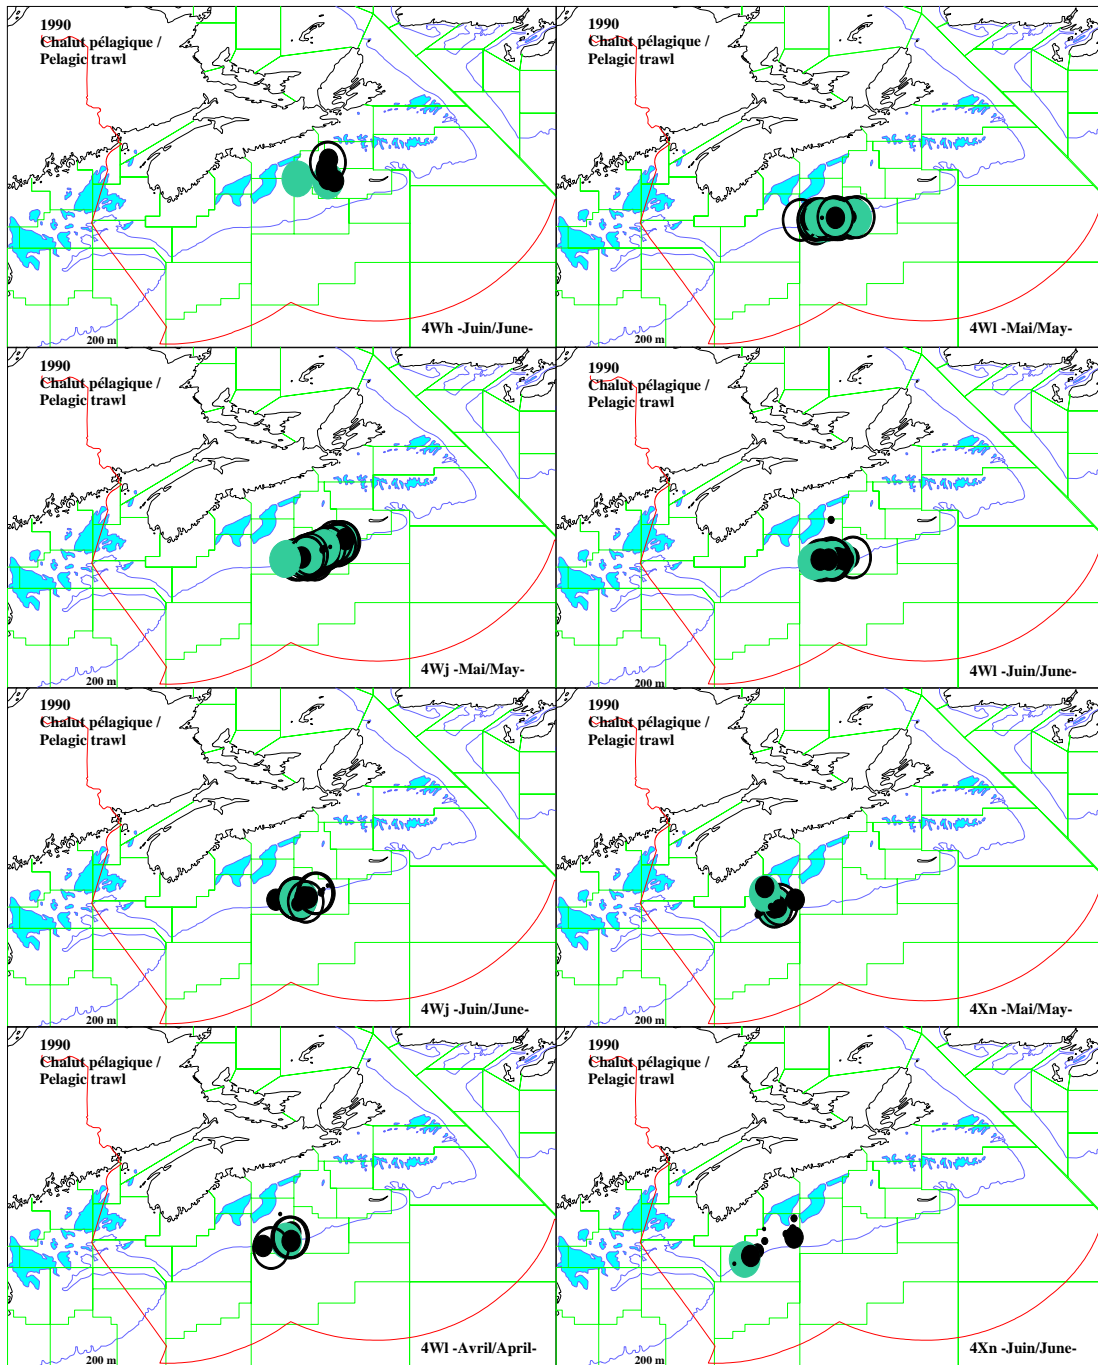 1990
Chalut pélagique /
Pelagic trawl
200 m
4Wh -Juin/June-
1990
Chalut pélagique /
Pelagic trawl
200 m
4Wl -Mai/May-
1990
Chalut pélagique /
Pelagic trawl
200 m
4Wj -Mai/May-
1990
Chalut pélagique /
Pelagic trawl
200 m
4Wl -Juin/June-
1990
Chalut pélagique /
Pelagic trawl
200 m
4Wj -Juin/June-
1990
Chalut pélagique /
Pelagic trawl
200 m
4Xn -Mai/May-
1990
Chalut pélagique /
Pelagic trawl
200 m
4Wl -Avril/April-
1990
Chalut pélagique /
Pelagic trawl
200 m
4Xn -Juin/June-